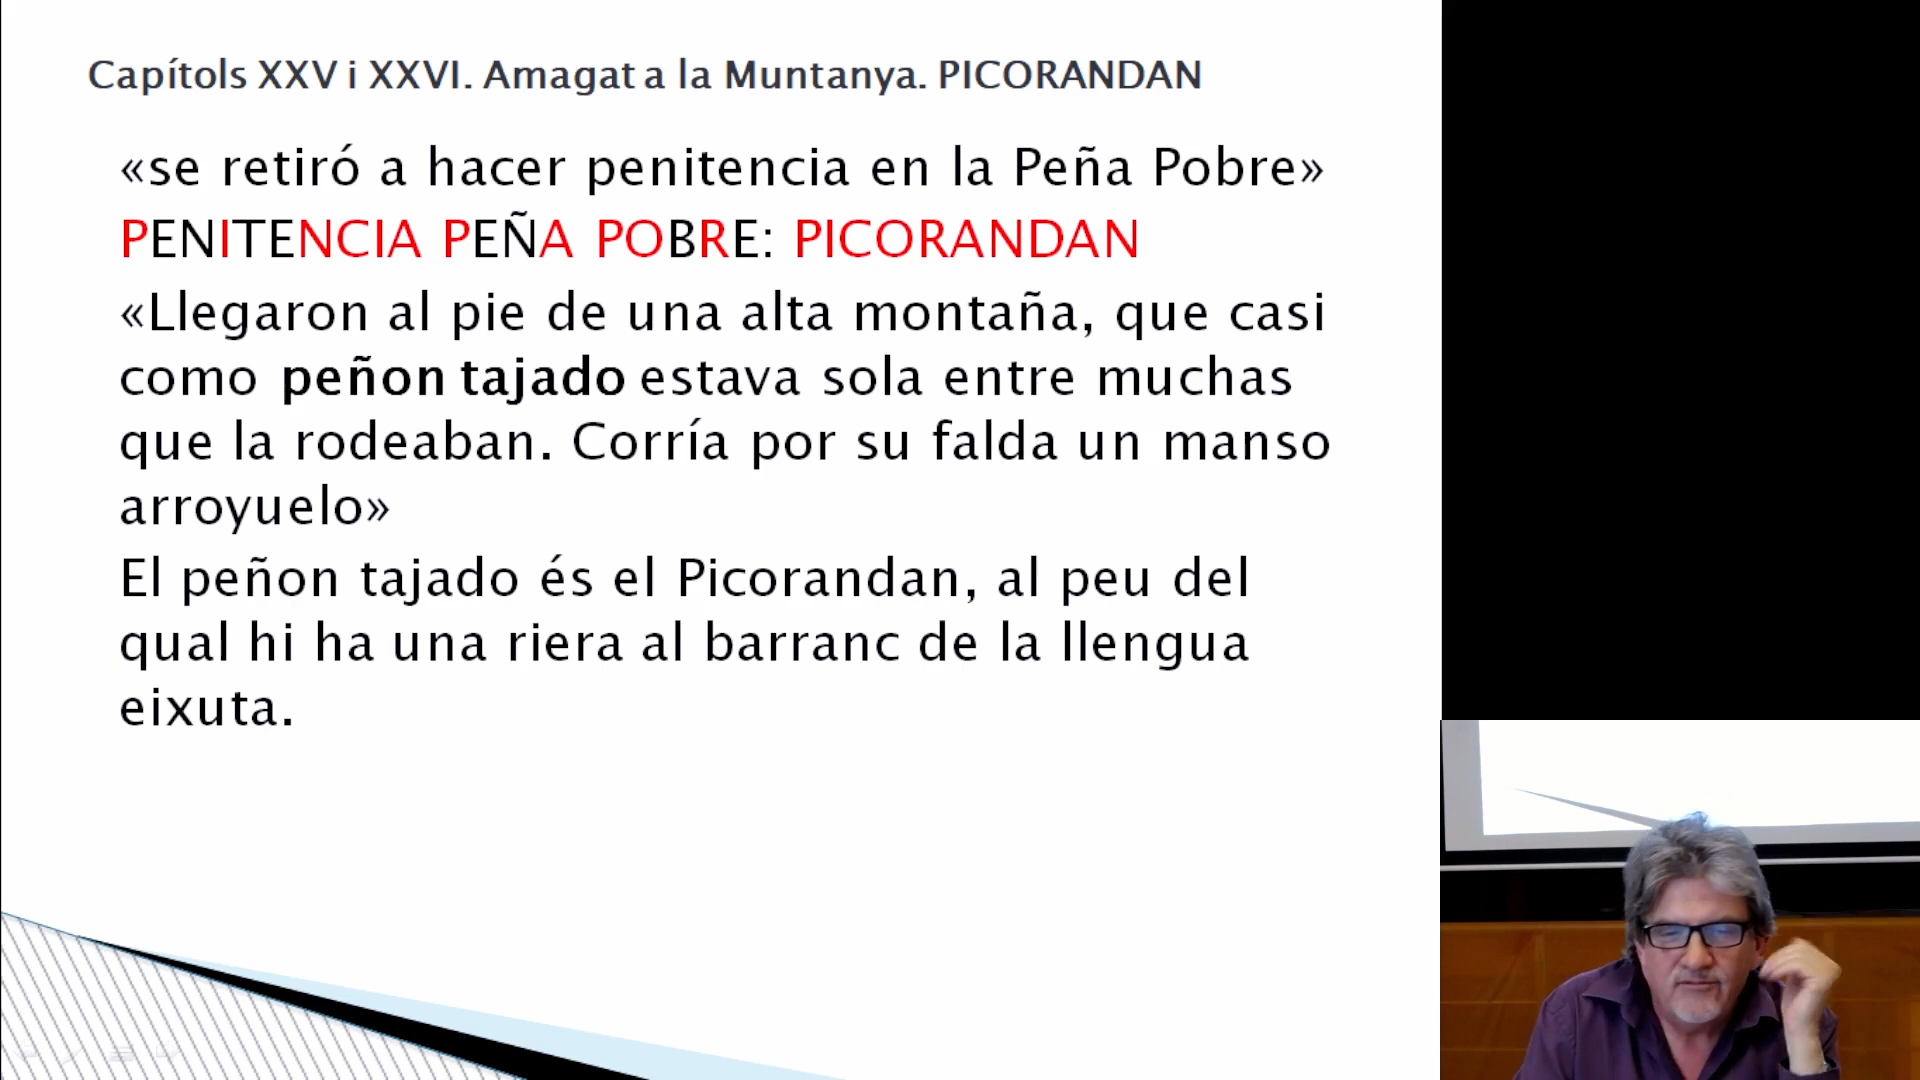 Capítols XXV i XXVI. Amagat a la Muntanya. PICORANDAN
«se retiró a hacer penitencia en la Peña Pobre»
PENITENCIA PEÑA POBRE: PICORANDAN
«Llegaron al pie de una alta montaña, que casi
como peñon tajado estava sola entre muchas
que la rodeaban. Corría por su falda un manso
arroyuelo»
El peñon tajado és el Picorandan, al peu del
qual hi ha una riera al barranc de la llengua
eixuta.